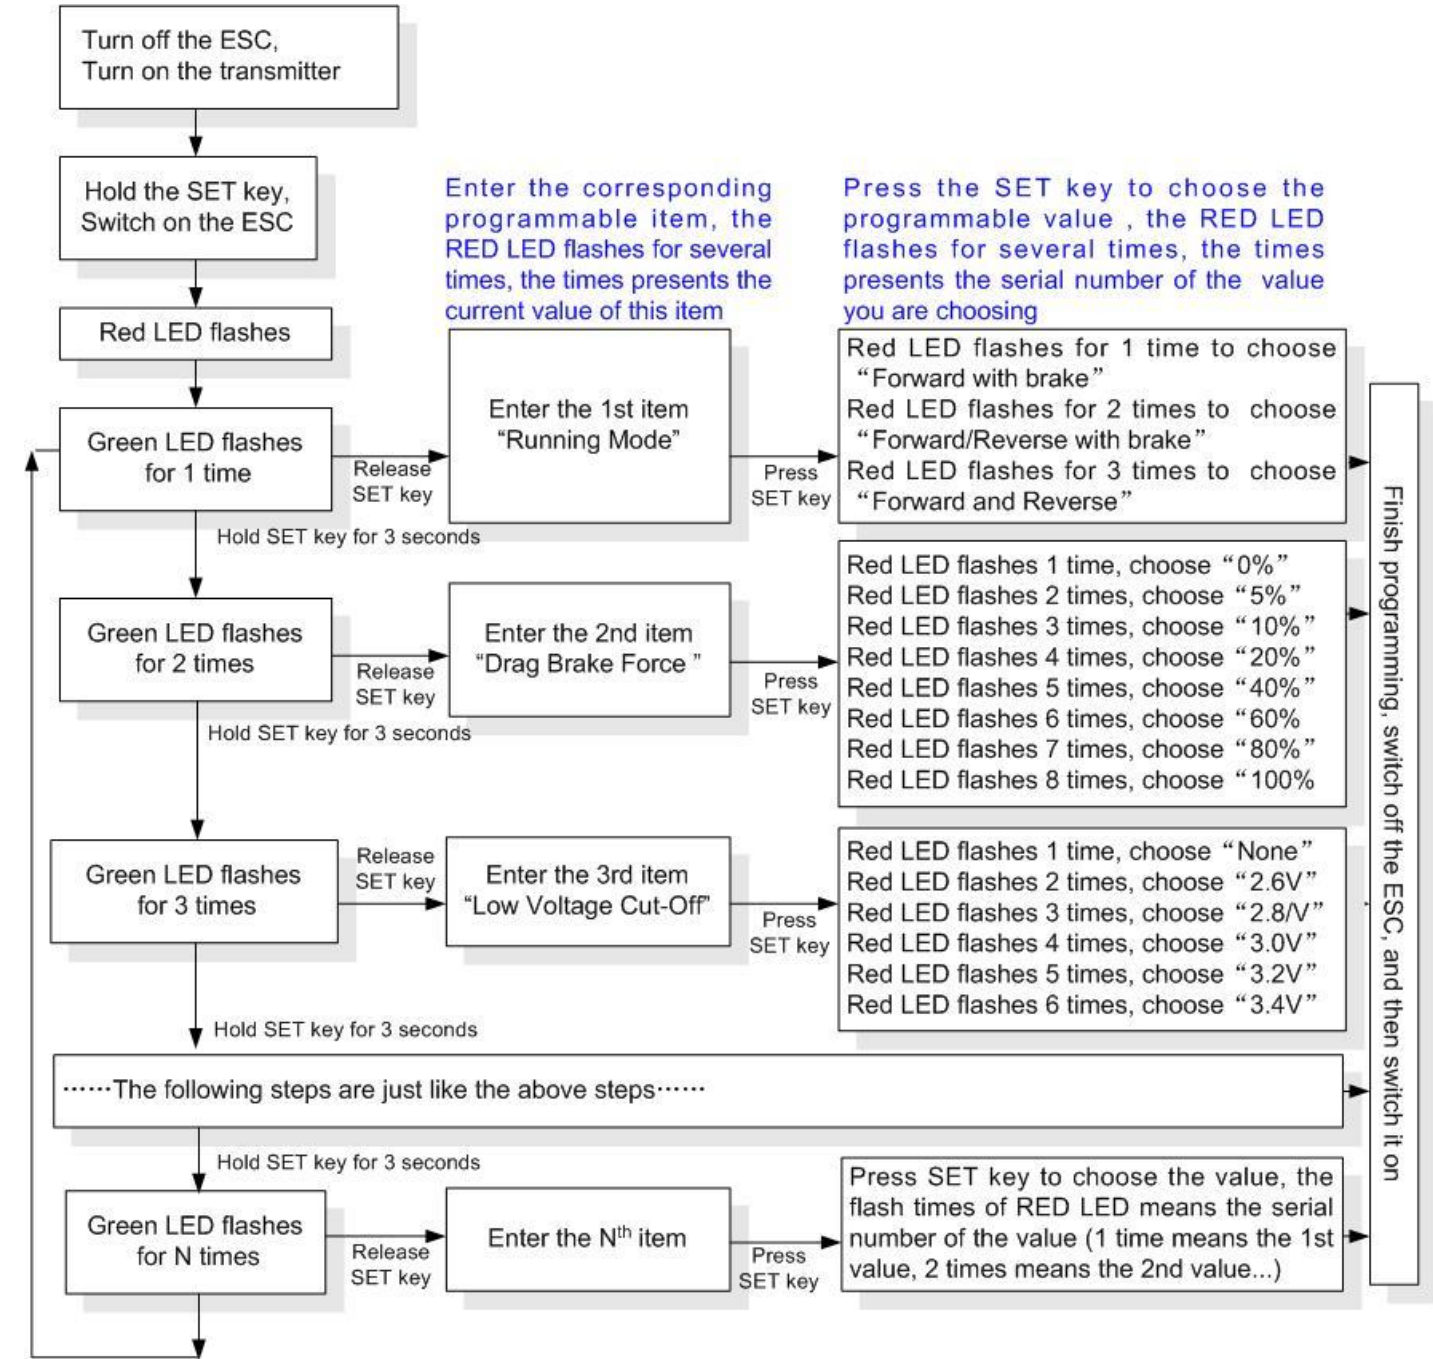 Turn off the ESC,
Turn on the transmitter
Hold the SET key,
Switch on the ESC
Red LED flashes
Enter the corresponding
programmable item, the
RED LED flashes for several
times, the times presents the
current value of this item
Press the SET key to choose the
programmable value , the RED LED
flashes for several times, the times
presents the serial number of the value
you are choosing
Green LED flashes
for 1 time
Release
SET key
Enter the 1st item
“Running Mode”
Press
SET key
Red LED flashes for 1 time to choose
“Forward with brake”
Red LED flashes for 2 times to choose
“Forward/Reverse with brake”
Red LED flashes for 3 times to choose
“Forward and Reverse”
Hold SET key for 3 seconds
Green LED flashes
for 2 times
Release
SET key
Enter the 2nd item
“Drag Brake Force ”
Press
SET key
Red LED flashes 1 time, choose “0%”
Red LED flashes 2 times, choose “5%”
Red LED flashes 3 times, choose “10%”
Red LED flashes 4 times, choose “20%”
Red LED flashes 5 times, choose “40%”
Red LED flashes 6 times, choose “60%
Red LED flashes 7 times, choose “80%”
Red LED flashes 8 times, choose “100%
Hold SET key for 3 seconds
Green LED flashes
for 3 times
Release
SET key
Enter the 3rd item
“Low Voltage Cut-Off”
Press
SET key
Red LED flashes 1 time, choose “None”
Red LED flashes 2 times, choose “2.6V”
Red LED flashes 3 times, choose “2.8/V”
Red LED flashes 4 times, choose “3.0V”
Red LED flashes 5 times, choose “3.2V”
Red LED flashes 6 times, choose “3.4V”
Hold SET key for 3 seconds
······The following steps are just like the above steps······
Hold SET key for 3 seconds
Green LED flashes
for N times
Release
SET key
Enter the Nth item
Press
SET key
Press SET key to choose the value, the
flash times of RED LED means the serial
number of the value (1 time means the 1st
value, 2 times means the 2nd value...)
Finish programming, switch off the ESC, and then switch it on